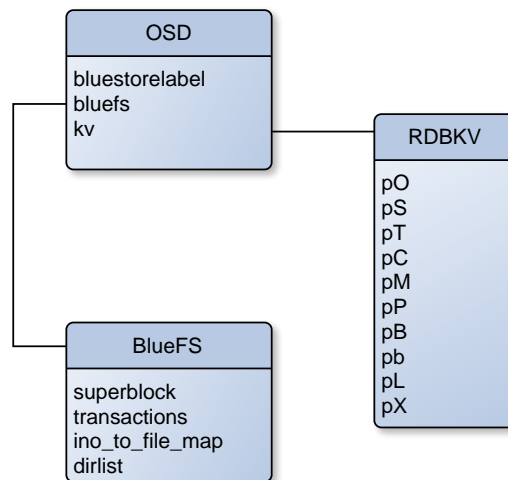 OSD
bluestorelabel
bluefs
kv
RDBKV
pO
pS
pT
pC
pM
pP
pB
pb
pL
pX
BlueFS
superblock
transactions
ino_to_file_map
dirlist